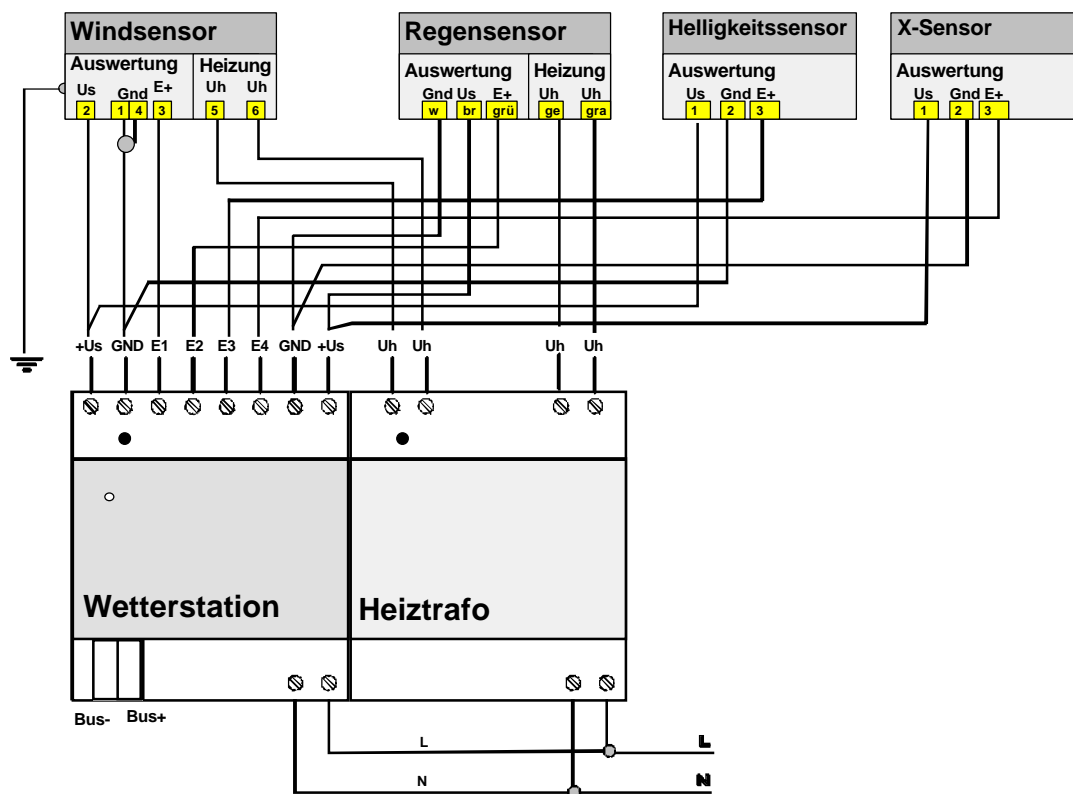 Windsensor
Regensensor
Helligkeitssensor
X-Sensor
Auswertung
Heizung
Us
Gnd
E+
Uh
Uh
2
1
4
3
5
6
Auswertung
Heizung
Gnd
Us
E+
Uh
Uh
w
br
grü
ge
gra
Auswertung
Us
Gnd
E+
1
2
3
Auswertung
Us
Gnd
E+
1
2
3
+Us
GND
E1
E2
E3
E4
GND
+Us
Uh
Uh
Uh
Uh
Wetterstation
Heiztrafo
Bus-
Bus+
L
L
N
N